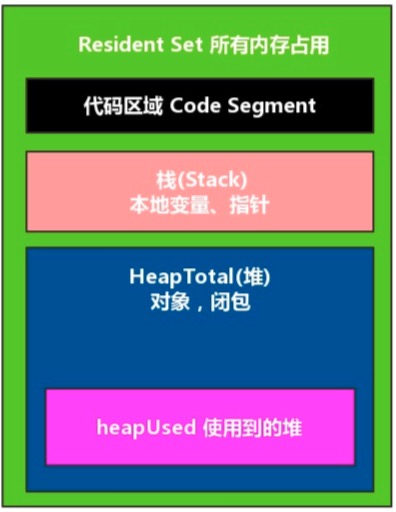 Resident Set 所有内存占用
代码区域 Code Segment
栈(Stack)
本地变量、指针
HeapTotal(堆)
对象，闭包
heapUsed 使用到的堆